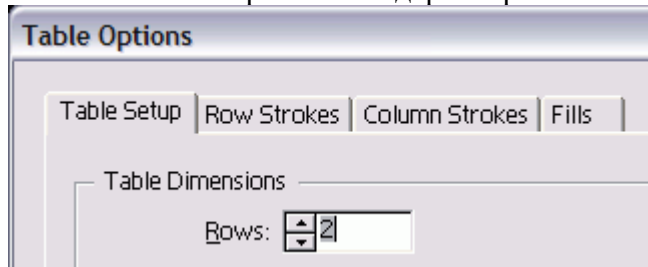 Table Options
Table Setup Row Strokes Column Strokes Fills
Table Dimensions
Rows: 2